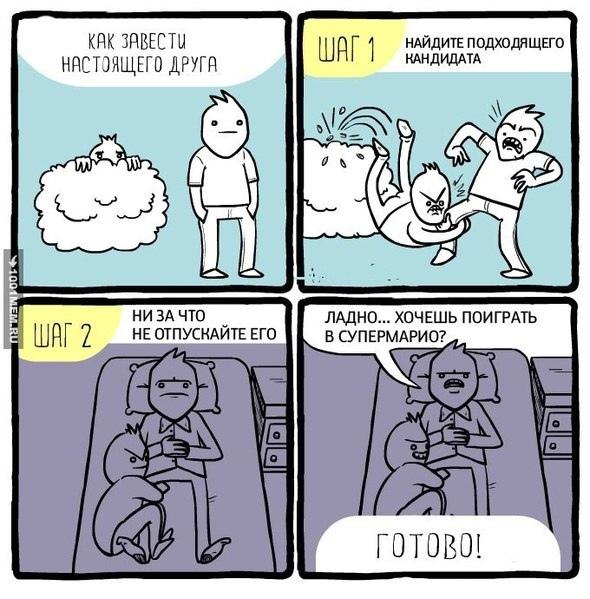 КАК ЗАВЕСТИ
НАСТОЯЩЕГО ДРУГА
ШАГ 1
НАЙДИТЕ ПОДХОДЯЩЕГО
КАНДИДАТА
1001MEM.RU
ШАГ 2
НИ ЗА ЧТО
НЕ ОТПУСКАЙТЕ ЕГО
ЛАДНО... ХОЧЕШЬ ПОИГРАТЬ
В СУПЕРМАРИО?
ГОТОВО!